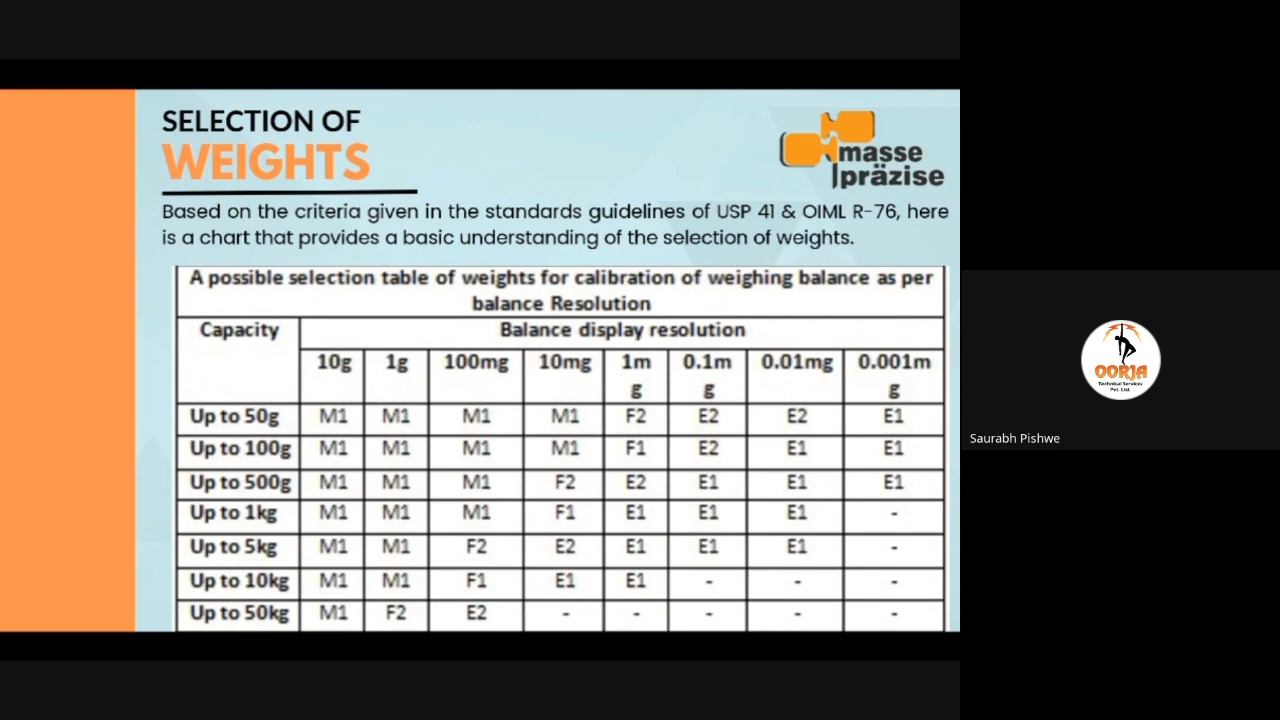 SELECTION OF
WEIGHTS
masse
präzise
Based on the criteria given in the standards guidelines of USP 41 & OIML R-76, here
is a chart that provides a basic understanding of the selection of weights.
A possible selection table of weights for calibration of weighing balance as per
balance Resolution
Capacity Balance display resolution
10g 1g 100mg 10mg 1m 0.1m 0.01mg 0.001m
g g g
Up to 50g M1 M1 M1 M1 F2 E2 E2 E1
Up to 100g M1 M1 M1 M1 F1 E2 E1 E1
Up to 500g M1 M1 M1 F2 E2 E1 E1 E1
Up to 1kg M1 M1 M1 F1 E1 E1 E1 -
Up to 5kg M1 M1 F2 E2 E1 E1 E1 -
Up to 10kg M1 M1 F1 E1 E1 - - -
Up to 50kg M1 F2 E2 - - - - -
OORJA
Technical Services
Pvt. Ltd.
Saurabh Pishwe